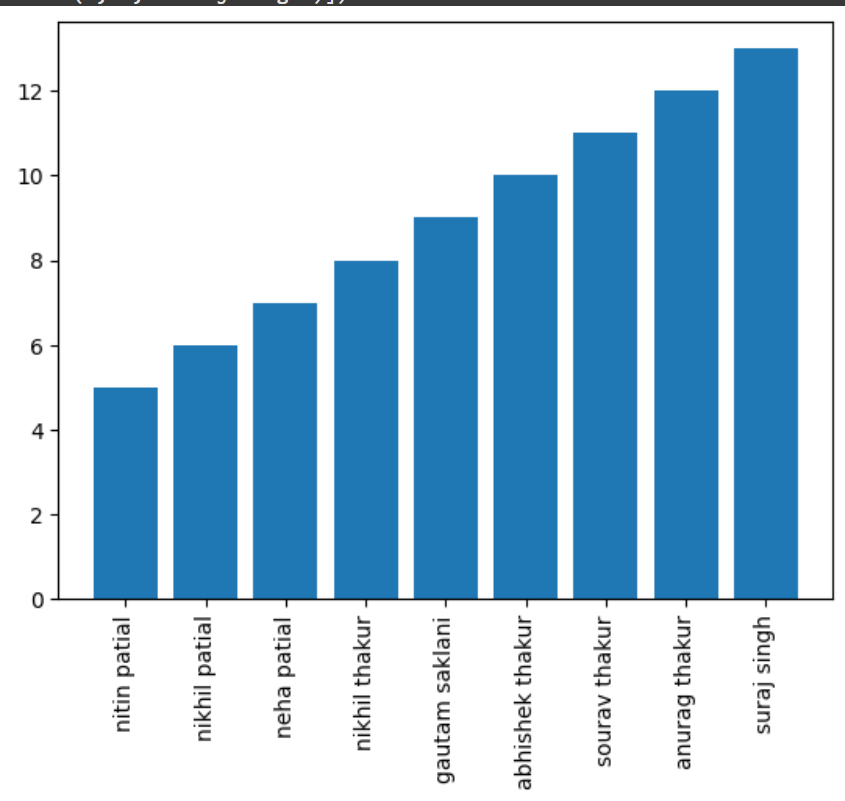 12
10
8
6
4
2
0
nitin patial
nikhil patial
neha patial
nikhil thakur
gautam saklani
abhishek thakur
sourav thakur
anurag thakur
suraj singh